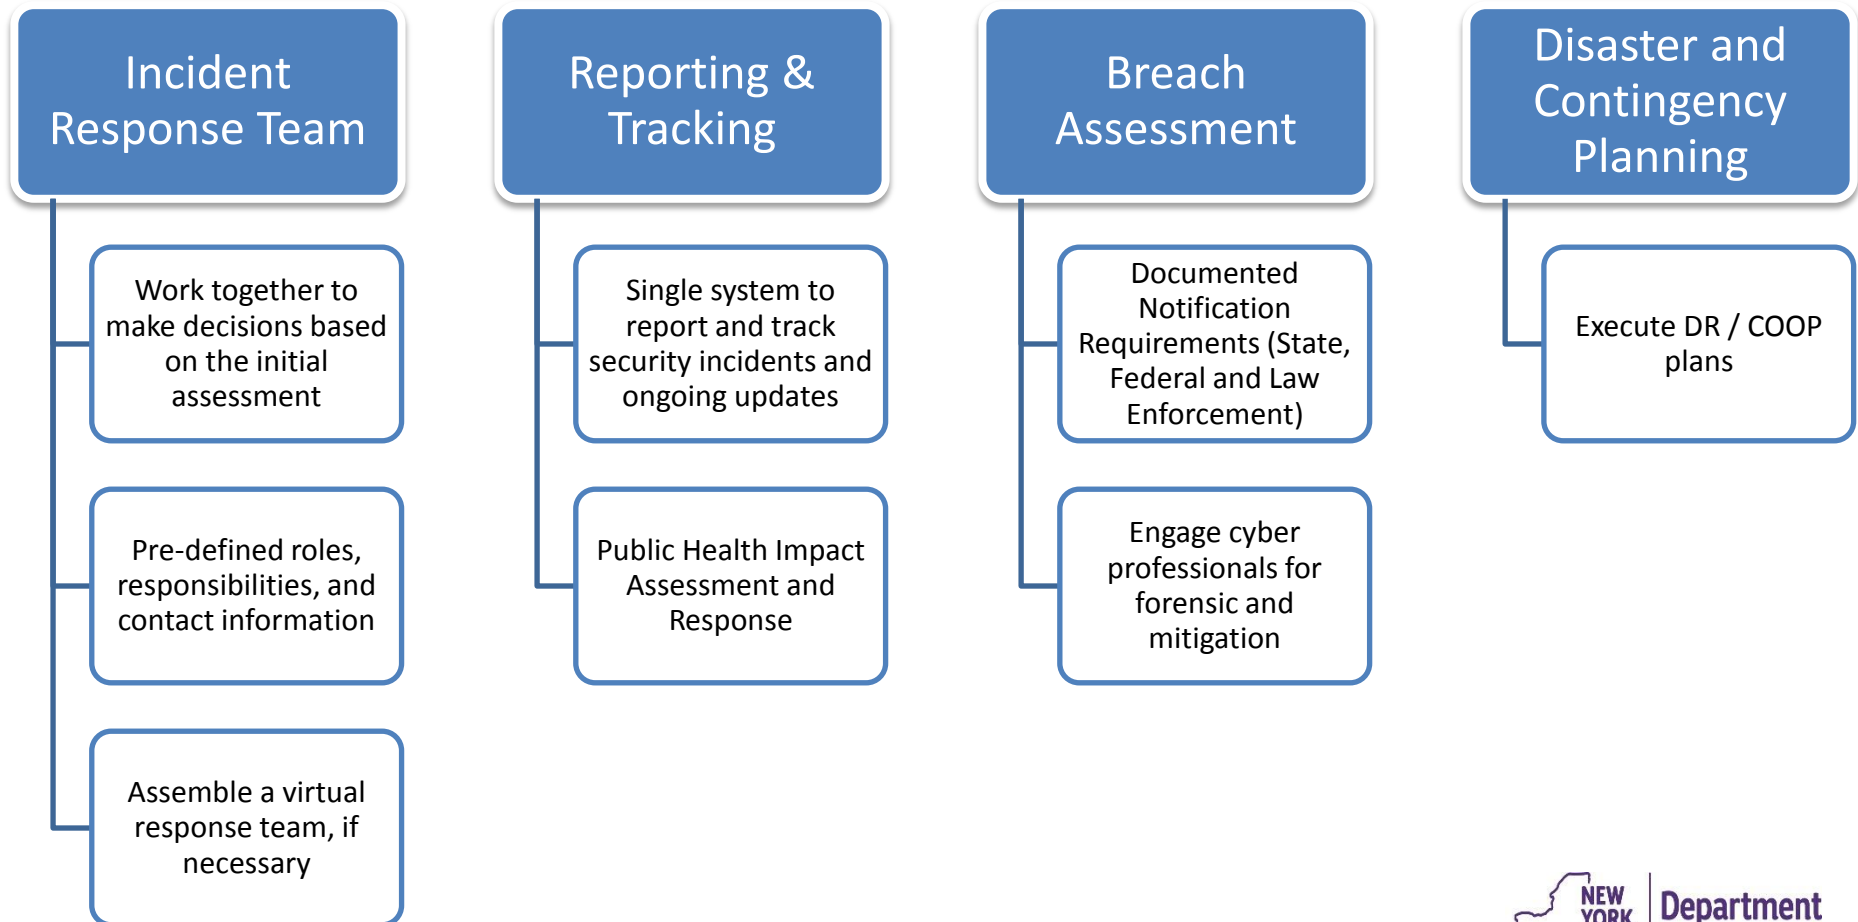 Incident
Response Team
Work together to
make decisions based
on the initial
assessment
Pre-defined roles,
responsibilities, and
contact information
Assemble a virtual
response team, if
necessary
Reporting &
Tracking
Single system to
report and track
security incidents and
ongoing updates
Public Health Impact
Assessment and
Response
Breach
Assessment
Documented
Notification
Requirements (State,
Federal and Law
Enforcement)
Engage cyber
professionals for
forensic and
mitigation
Disaster and
Contingency
Planning
Execute DR / COOP
plans
NEW
YORK
Department